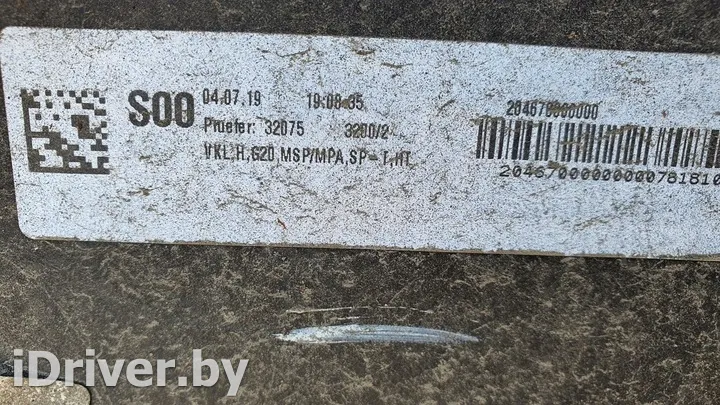 S00
04.07.19 19:08:35
Pruefer: 32075 3200/2
VKL,H,G20,MSP/MPA,SP-T,HT
204670000000
20467000000000781810
iDriver.by